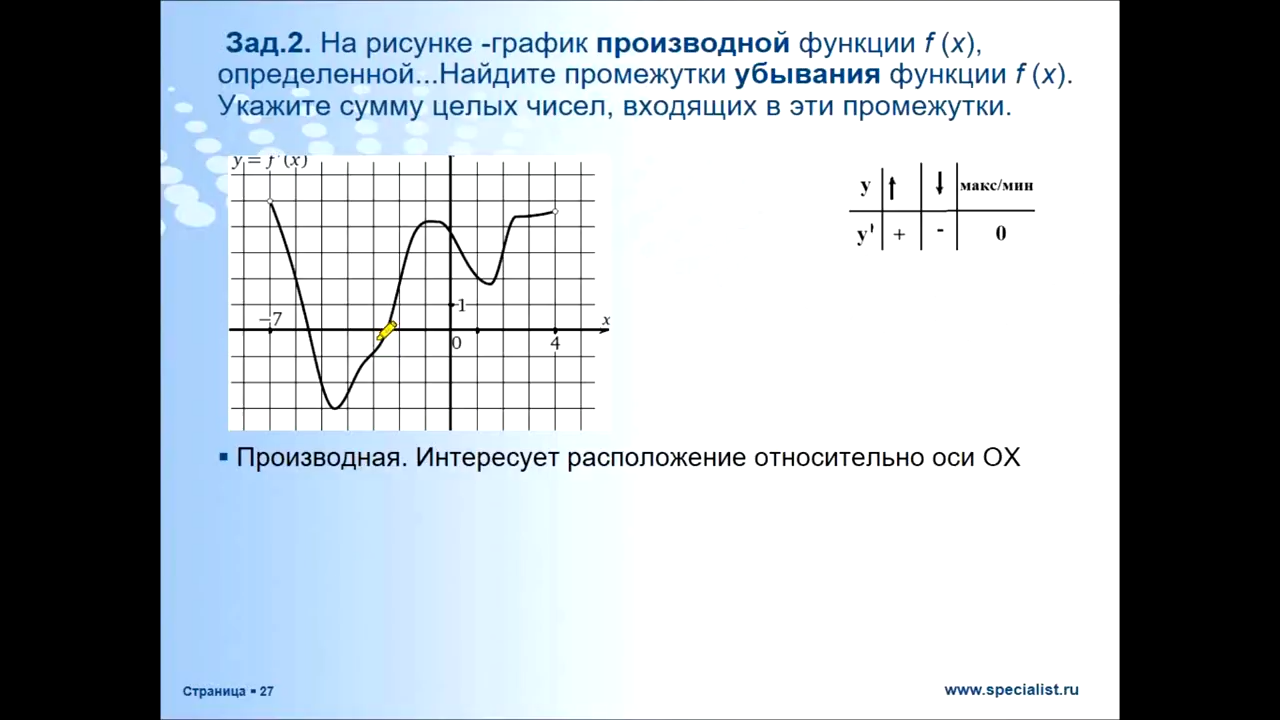 Зад.2. На рисунке -график производной функции f (x),
определенной...Найдите промежутки убывания функции f (x).
Укажите сумму целых чисел, входящих в эти промежутки.
y = f'(x)
y ↑ ↓ макс/мин
y' + - 0
1
-7
x
0
4
▪ Производная. Интересует расположение относительно оси ОХ
Страница ▪ 27
www.specialist.ru